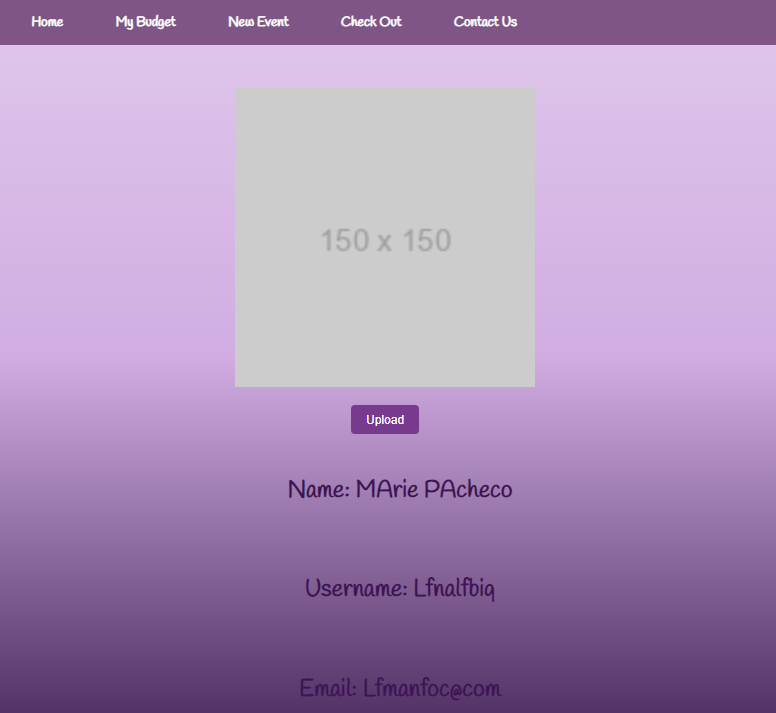 Home My Budget New Event Check Out Contact Us
150 x 150
Upload
Name: MArie PAcheco
Username: Lfnalfbiq
Email: Lfmanfoc@com